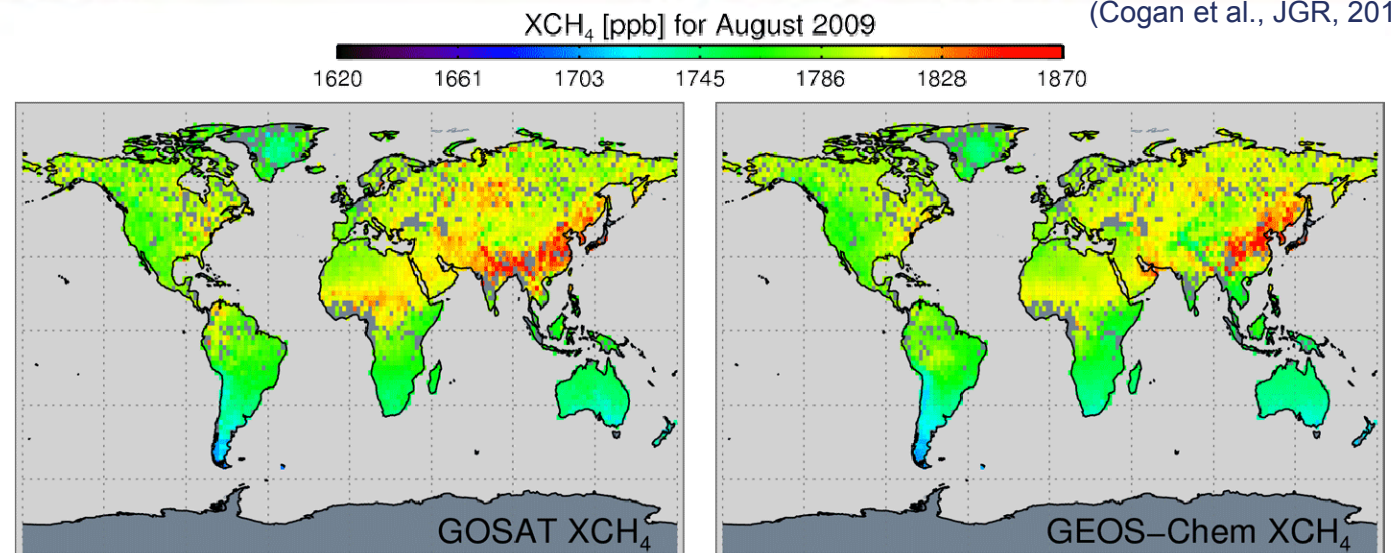 (Cogan et al., JGR, 201
XCH₄ [ppb] for August 2009
1620 1661 1703 1745 1786 1828 1870
GOSAT XCH₄
GEOS–Chem XCH₄